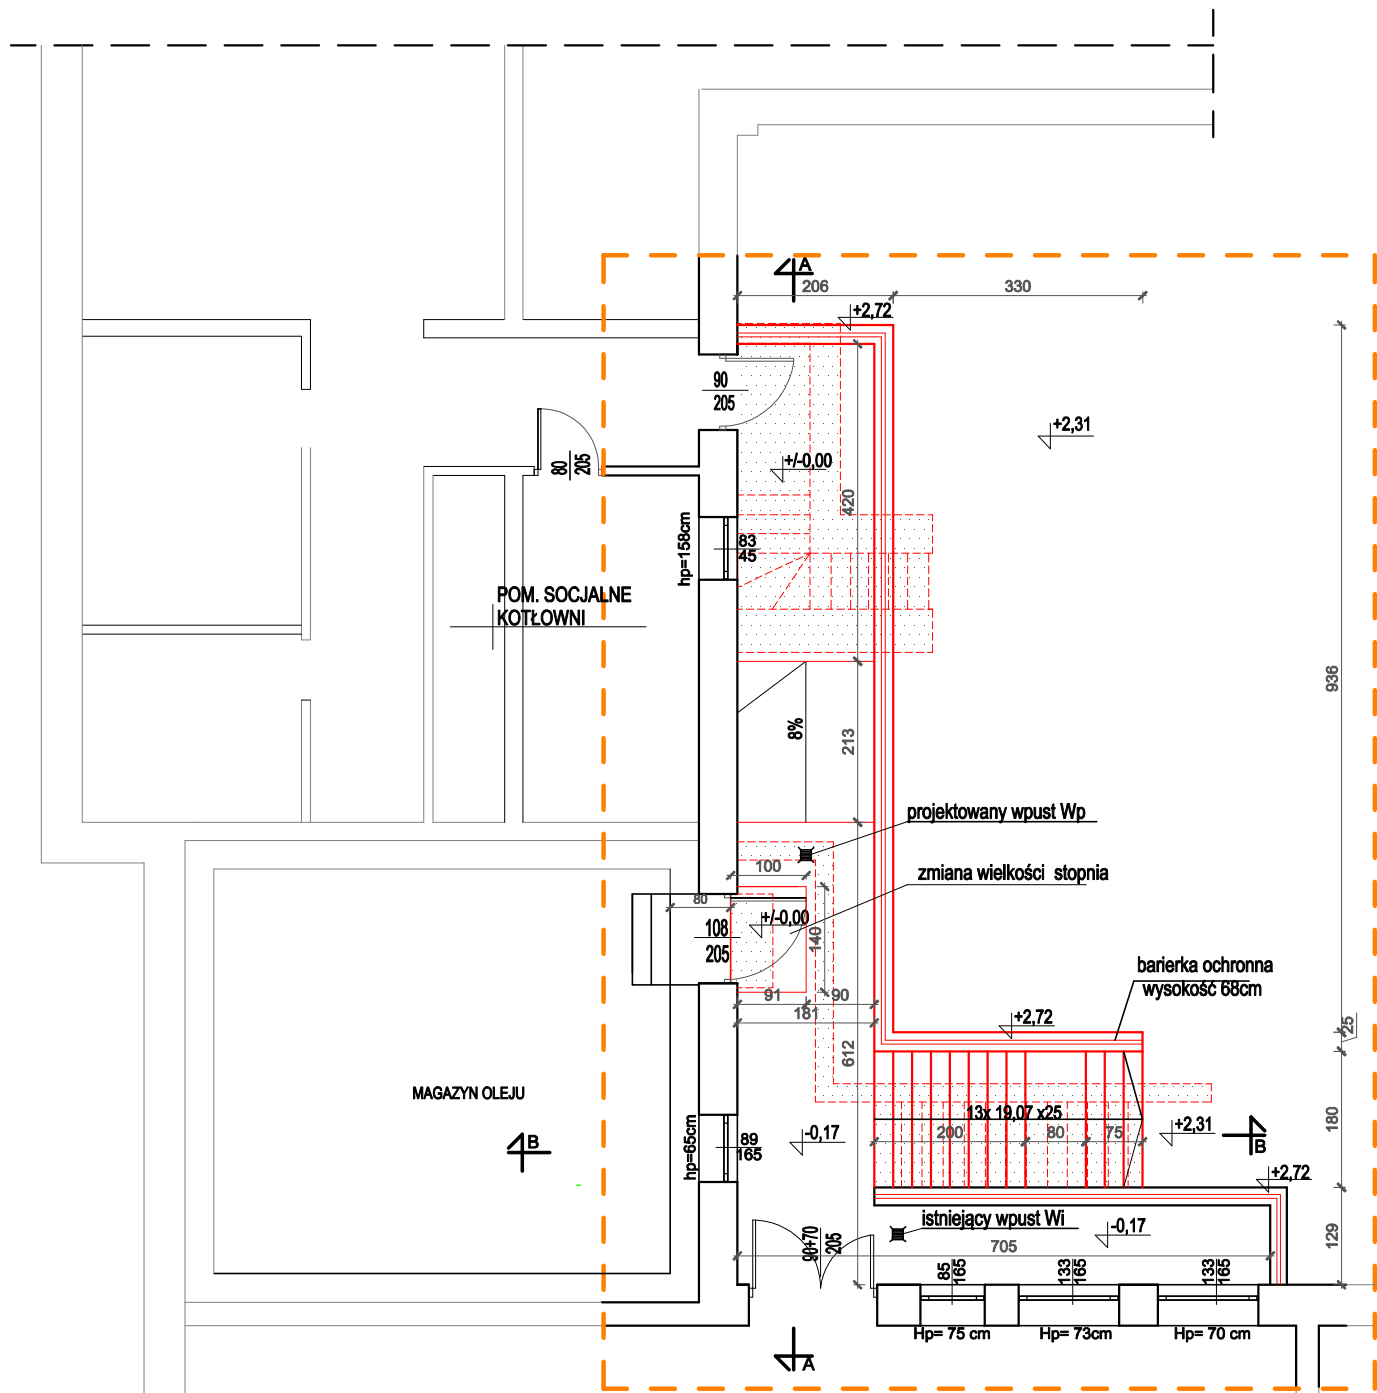 A
206
330
+2,72
90
205
+2,31
+/-0,00
80
205
420
hp=158cm
83
45
POM. SOCJALNE
KOTŁOWNI
936
8%
213
projektowany wpust Wp
100
zmiana wielkości stopnia
80
+/-0,00
108
205
140
barierka ochronna
wysokość 68cm
91
90
181
+2,72
25
612
MAGAZYN OLEJU
13x 19,07 x25
200
80
75
+2,31
180
B
B
-0,17
89
165
hp=65cm
+2,72
istniejący wpust Wi
-0,17
90+70
205
705
129
85
165
133
165
133
165
Hp= 75 cm
Hp= 73cm
Hp= 70 cm
A